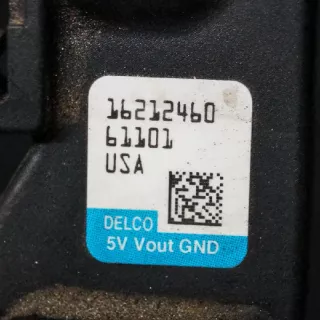 16212460
61101
USA
DELCO
5V Vout GND